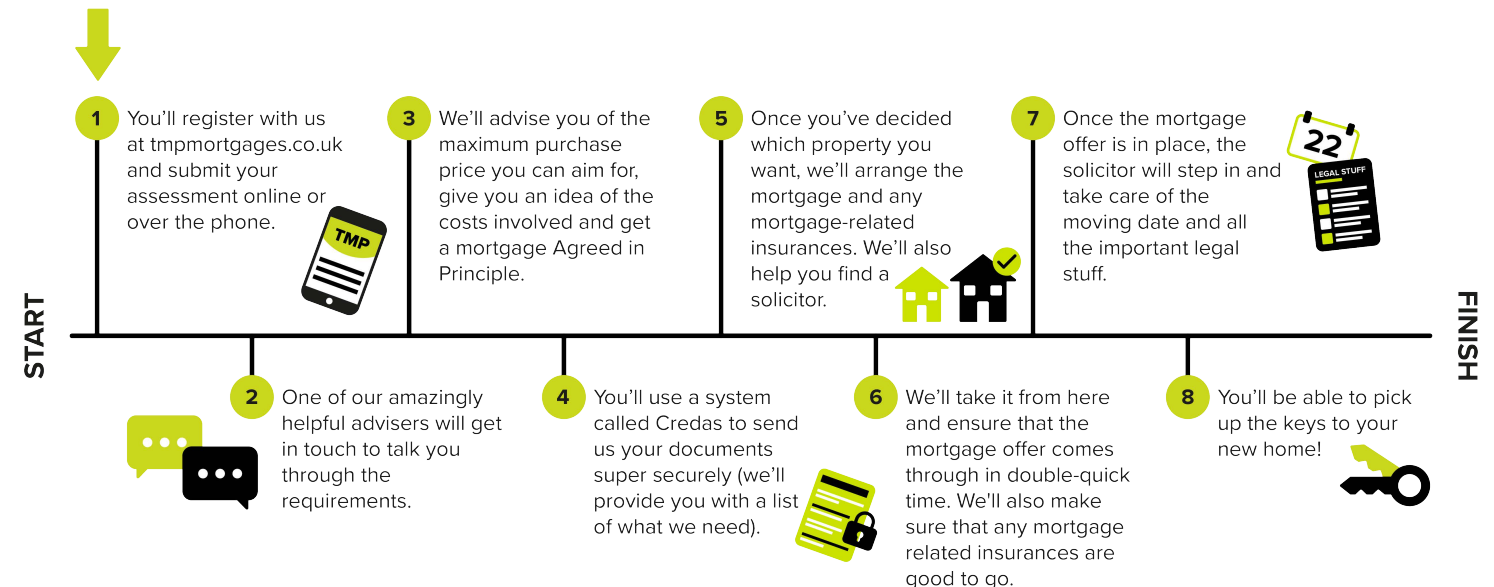 START
1
You'll register with us
at tmpmortgages.co.uk
and submit your
assessment online or
over the phone.
TMP
2
One of our amazingly
helpful advisers will get
in touch to talk you
through the
requirements.
3
We'll advise you of the
maximum purchase
price you can aim for,
give you an idea of the
costs involved and get
a mortgage Agreed in
Principle.
4
You'll use a system
called Credas to send
us your documents
super securely (we'll
provide you with a list
of what we need).
5
Once you've decided
which property you
want, we'll arrange the
mortgage and any
mortgage-related
insurances. We'll also
help you find a
solicitor.
6
We'll take it from here
and ensure that the
mortgage offer comes
through in double-quick
time. We'll also make
sure that any mortgage
related insurances are
good to go.
7
Once the mortgage
offer is in place, the
solicitor will step in and
take care of the
moving date and all
the important legal
stuff.
22
LEGAL STUFF
8
You'll be able to pick
up the keys to your
new home!
FINISH